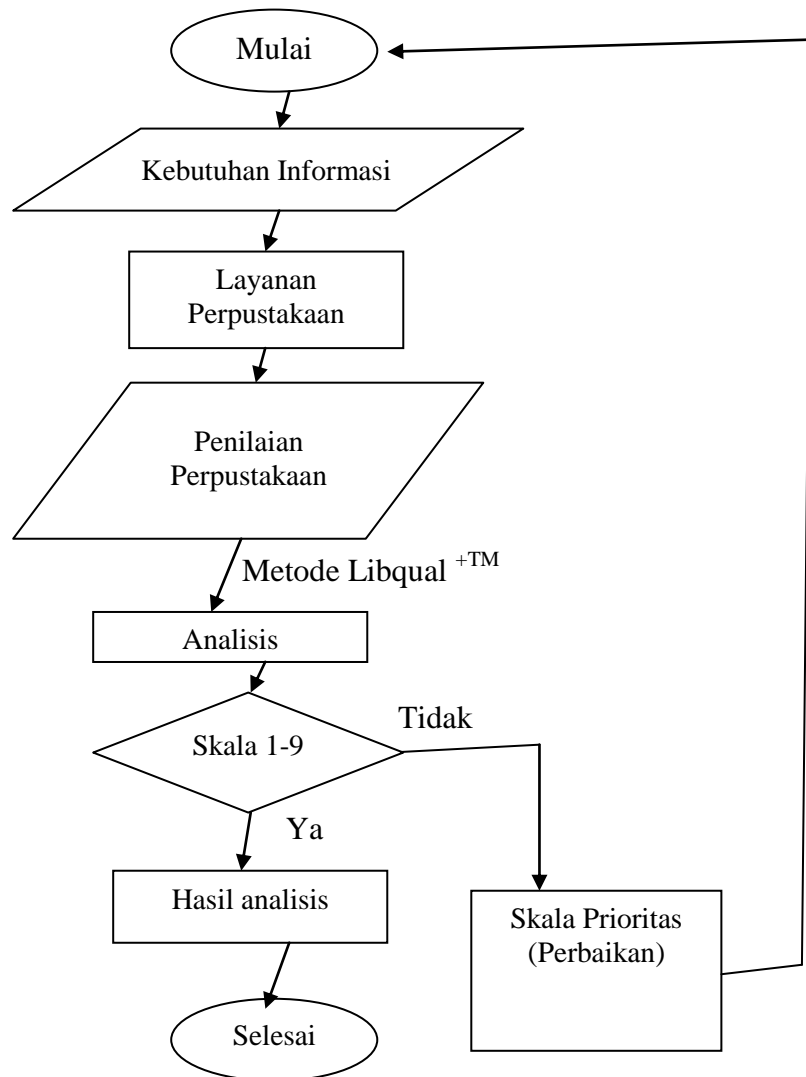 Mulai
Kebutuhan Informasi
Layanan
Perpustakaan
Penilaian
Perpustakaan
Metode Libqual +TM
Analisis
Skala 1-9
Tidak
Ya
Hasil analisis
Skala Prioritas
(Perbaikan)
Selesai